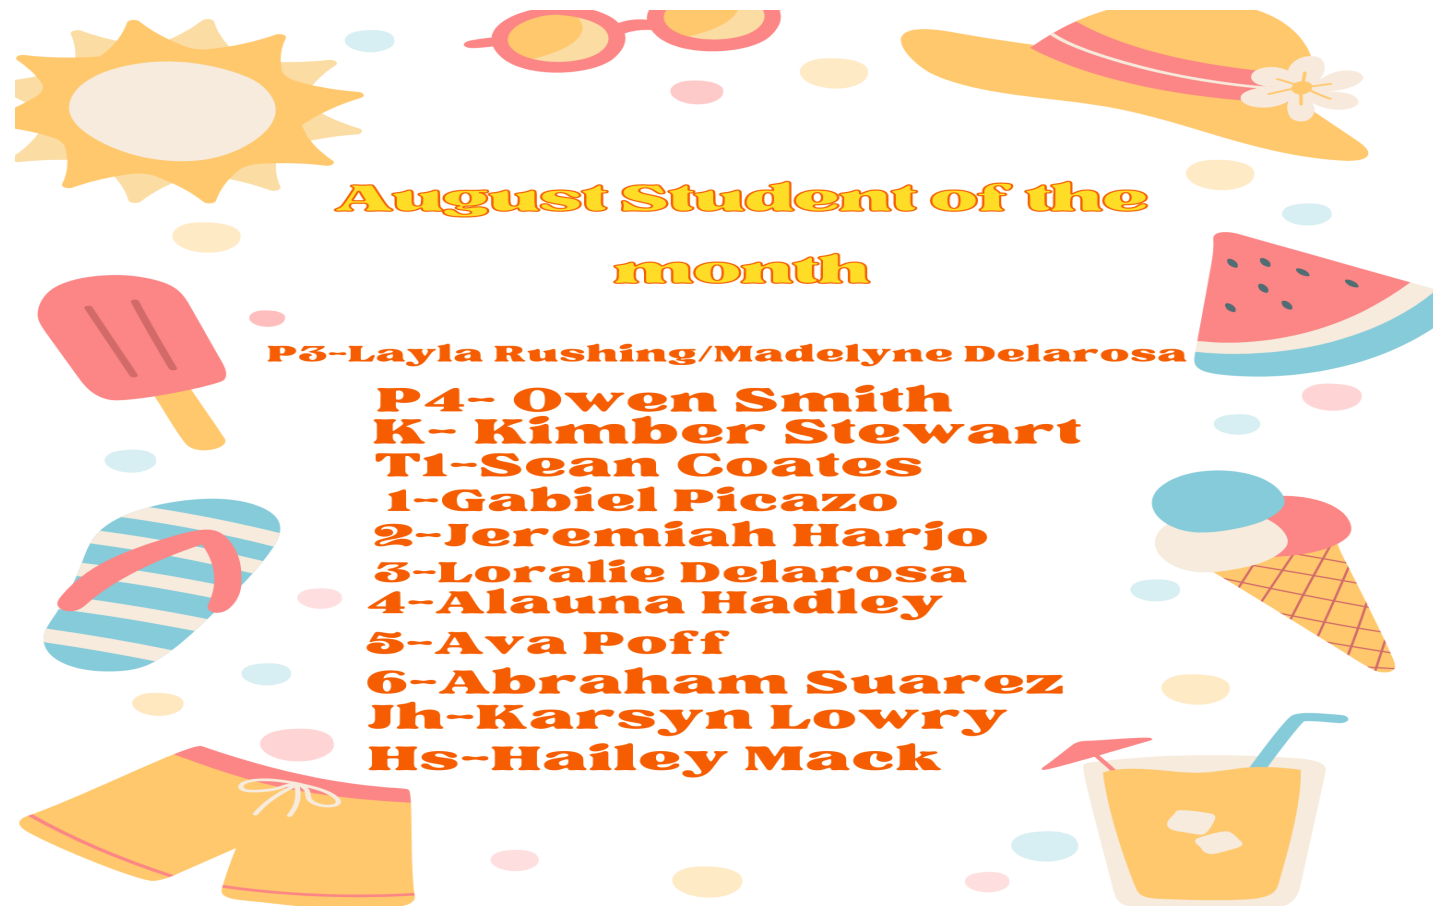 August Student of the
month
P3-Layla Rushing/Madelyne Delarosa
P4- Owen Smith
K- Kimber Stewart
T1-Sean Coates
1-Gabiel Picazo
2-Jeremiah Harjo
3-Loralie Delarosa
4-Alauna Hadley
5-Ava Poff
6-Abraham Suarez
Jh-Karsyn Lowry
Hs-Hailey Mack